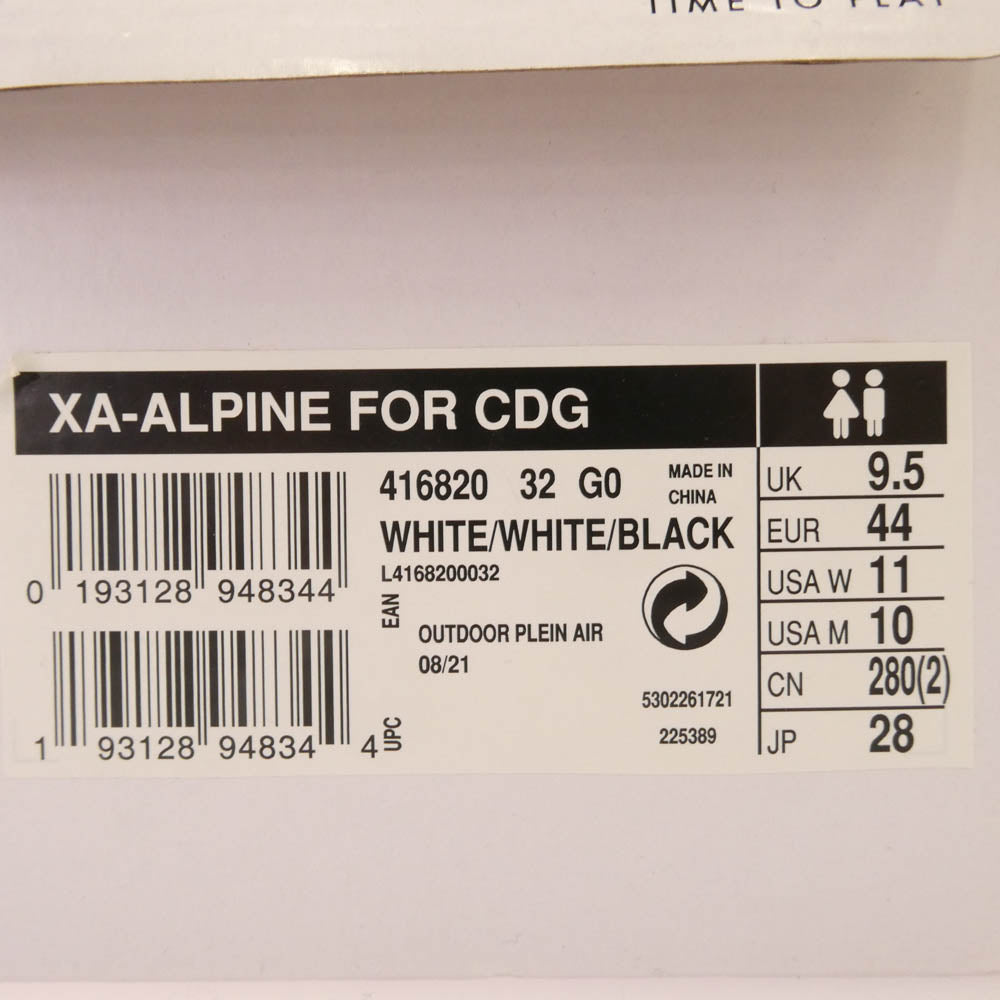 TIME TO PLAY
XA-ALPINE FOR CDG
416820 32 G0
MADE IN
CHINA
WHITE/WHITE/BLACK
L4168200032
0 193128 948344
EAN
OUTDOOR PLEIN AIR
08/21
1 93128 94834 4
UPC
5302261721
225389
UK 9.5
EUR 44
USA W 11
USA M 10
CN 280(2)
JP 28